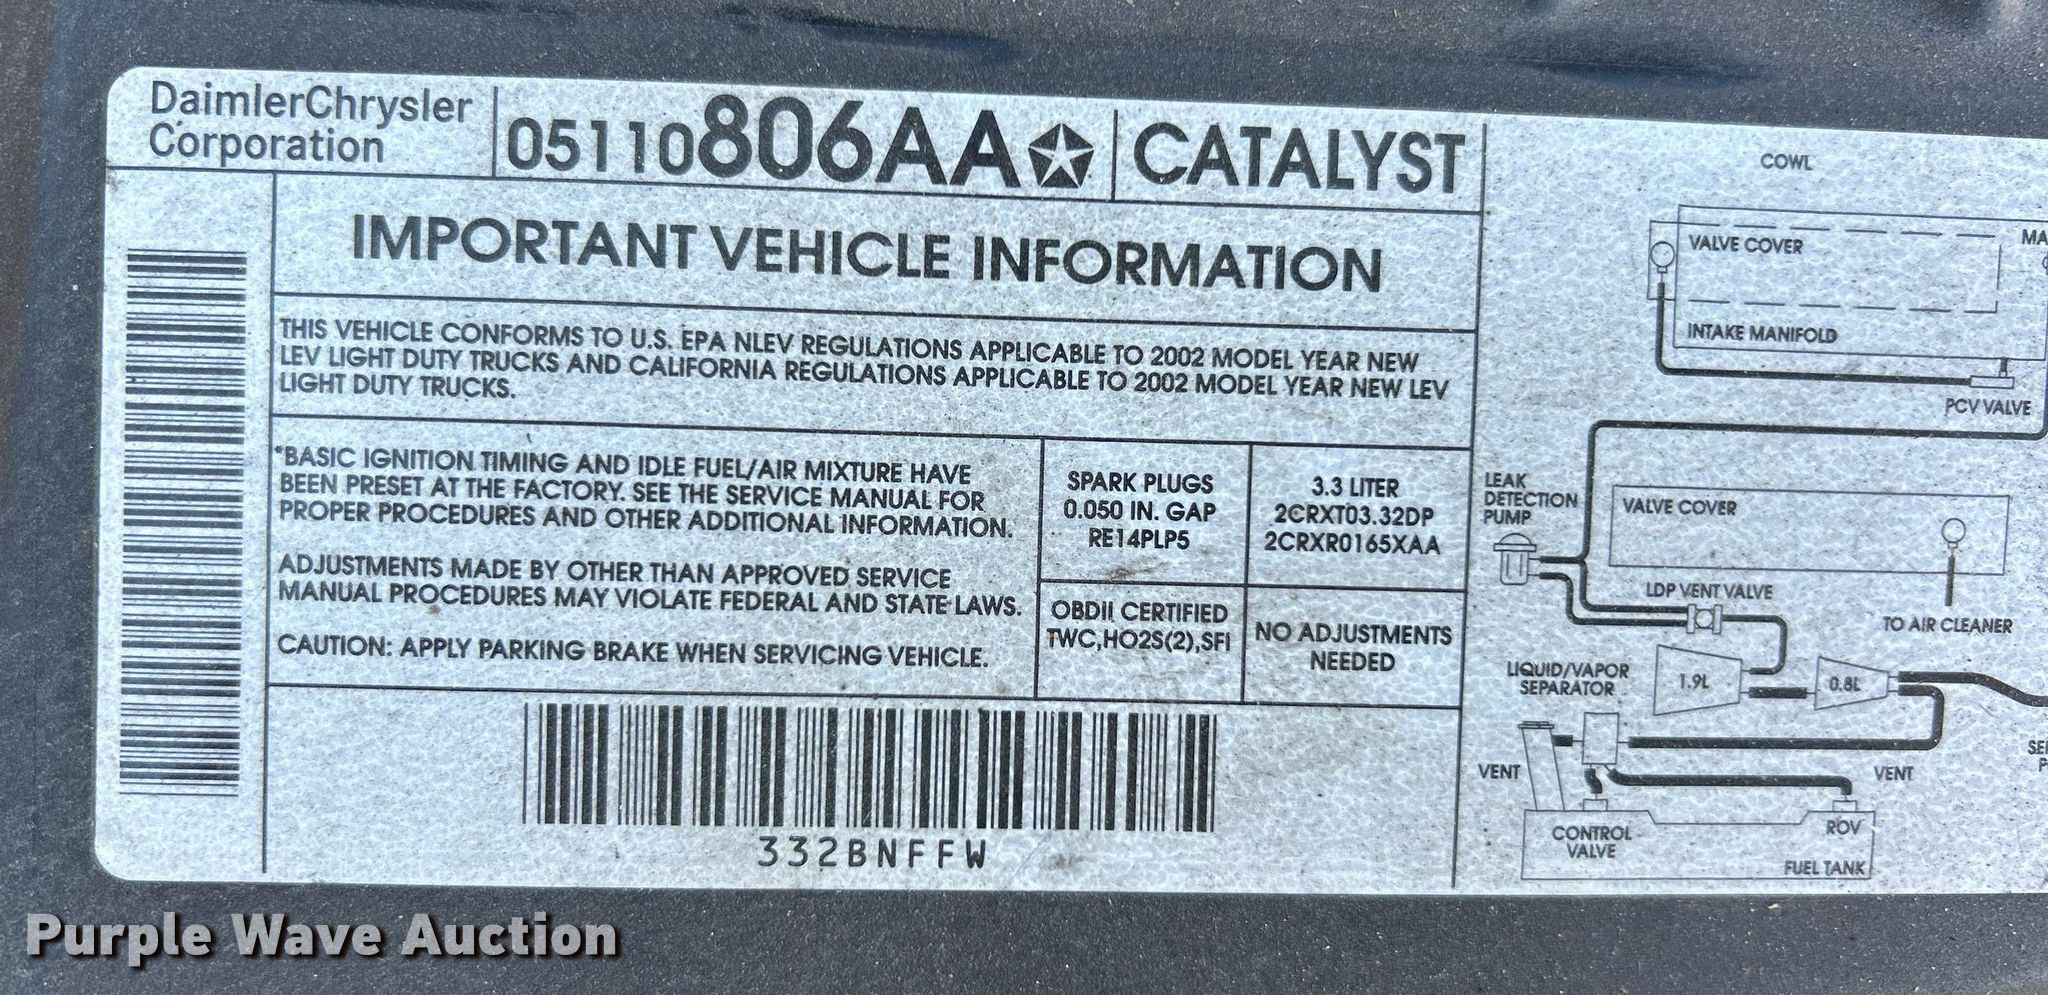 DaimlerChrysler
Corporation
05110806AA
CATALYST
IMPORTANT VEHICLE INFORMATION
THIS VEHICLE CONFORMS TO U.S. EPA NLEV REGULATIONS APPLICABLE TO 2002 MODEL YEAR NEW
LEV LIGHT DUTY TRUCKS AND CALIFORNIA REGULATIONS APPLICABLE TO 2002 MODEL YEAR NEW LEV
LIGHT DUTY TRUCKS.
*BASIC IGNITION TIMING AND IDLE FUEL/AIR MIXTURE HAVE
BEEN PRESET AT THE FACTORY. SEE THE SERVICE MANUAL FOR
PROPER PROCEDURES AND OTHER ADDITIONAL INFORMATION.
ADJUSTMENTS MADE BY OTHER THAN APPROVED SERVICE
MANUAL PROCEDURES MAY VIOLATE FEDERAL AND STATE LAWS.
CAUTION: APPLY PARKING BRAKE WHEN SERVICING VEHICLE.
SPARK PLUGS
0.050 IN. GAP
RE14PLP5
3.3 LITER
2CRXT03.32DP
2CRXR0165XAA
OBDII CERTIFIED
TWC,HO2S(2),SFI
NO ADJUSTMENTS
NEEDED
332BNFFW
COWL
VALVE COVER
MA
INTAKE MANIFOLD
PCV VALVE
LEAK
DETECTION
PUMP
VALVE COVER
LDP VENT VALVE
TO AIR CLEANER
LIQUID/VAPOR
SEPARATOR
1.9L
0.8L
VENT
VENT
CONTROL
VALVE
ROV
FUEL TANK
Purple Wave Auction